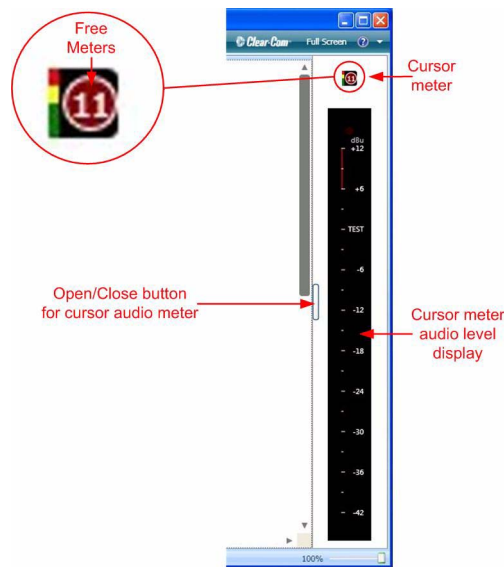 Free
Meters
11
Clear-Com
Full Screen
?
11
Cursor
meter
dBu
+12
+6
TEST
-6
Open/Close button
for cursor audio meter
-12
Cursor meter
audio level
display
-18
-24
-30
-36
-42
100%